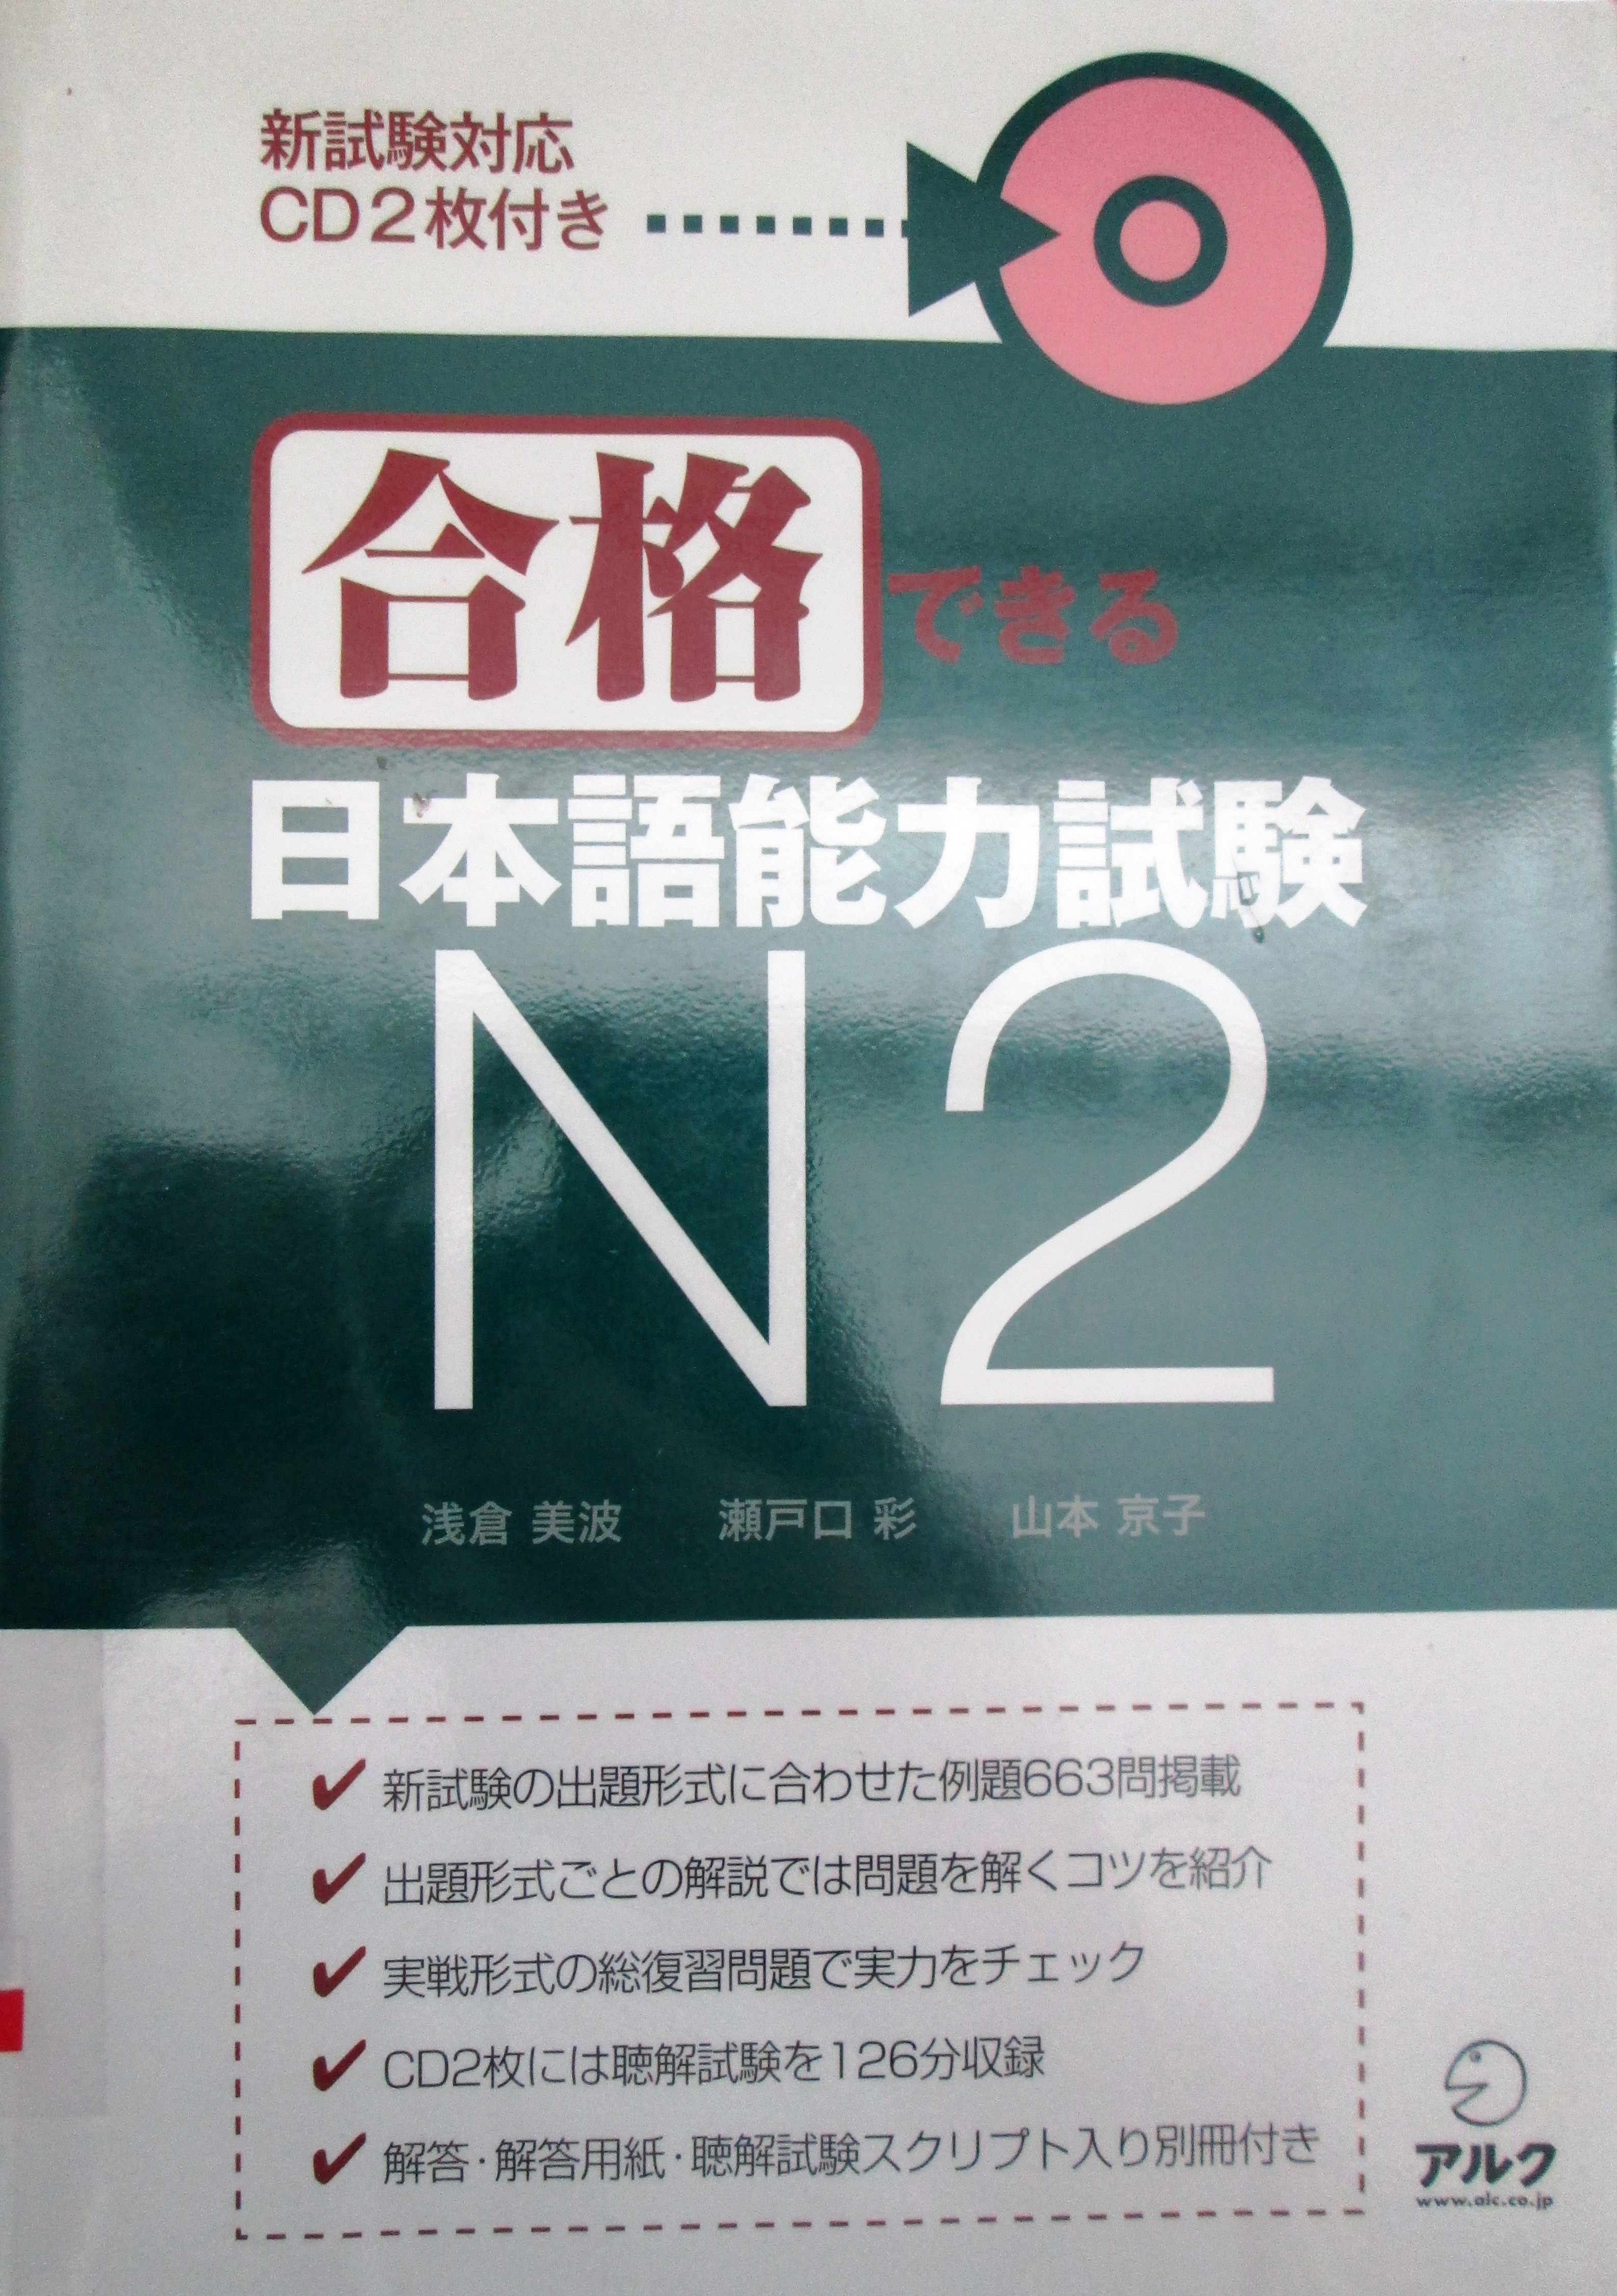 新試験対応
CD2枚付き
合格できる
日本語能力試験
N2
浅倉 美波 瀬戸口 彩 山本 京子
新試験の出題形式に合わせた例題663問掲載
出題形式ごとの解説では問題を解くコツを紹介
実戦形式の総復習問題で実力をチェック
CD2枚には聴解試験を126分収録
解答・解答用紙・聴解試験スクリプト入り別冊付き
アルク
www.alc.co.jp